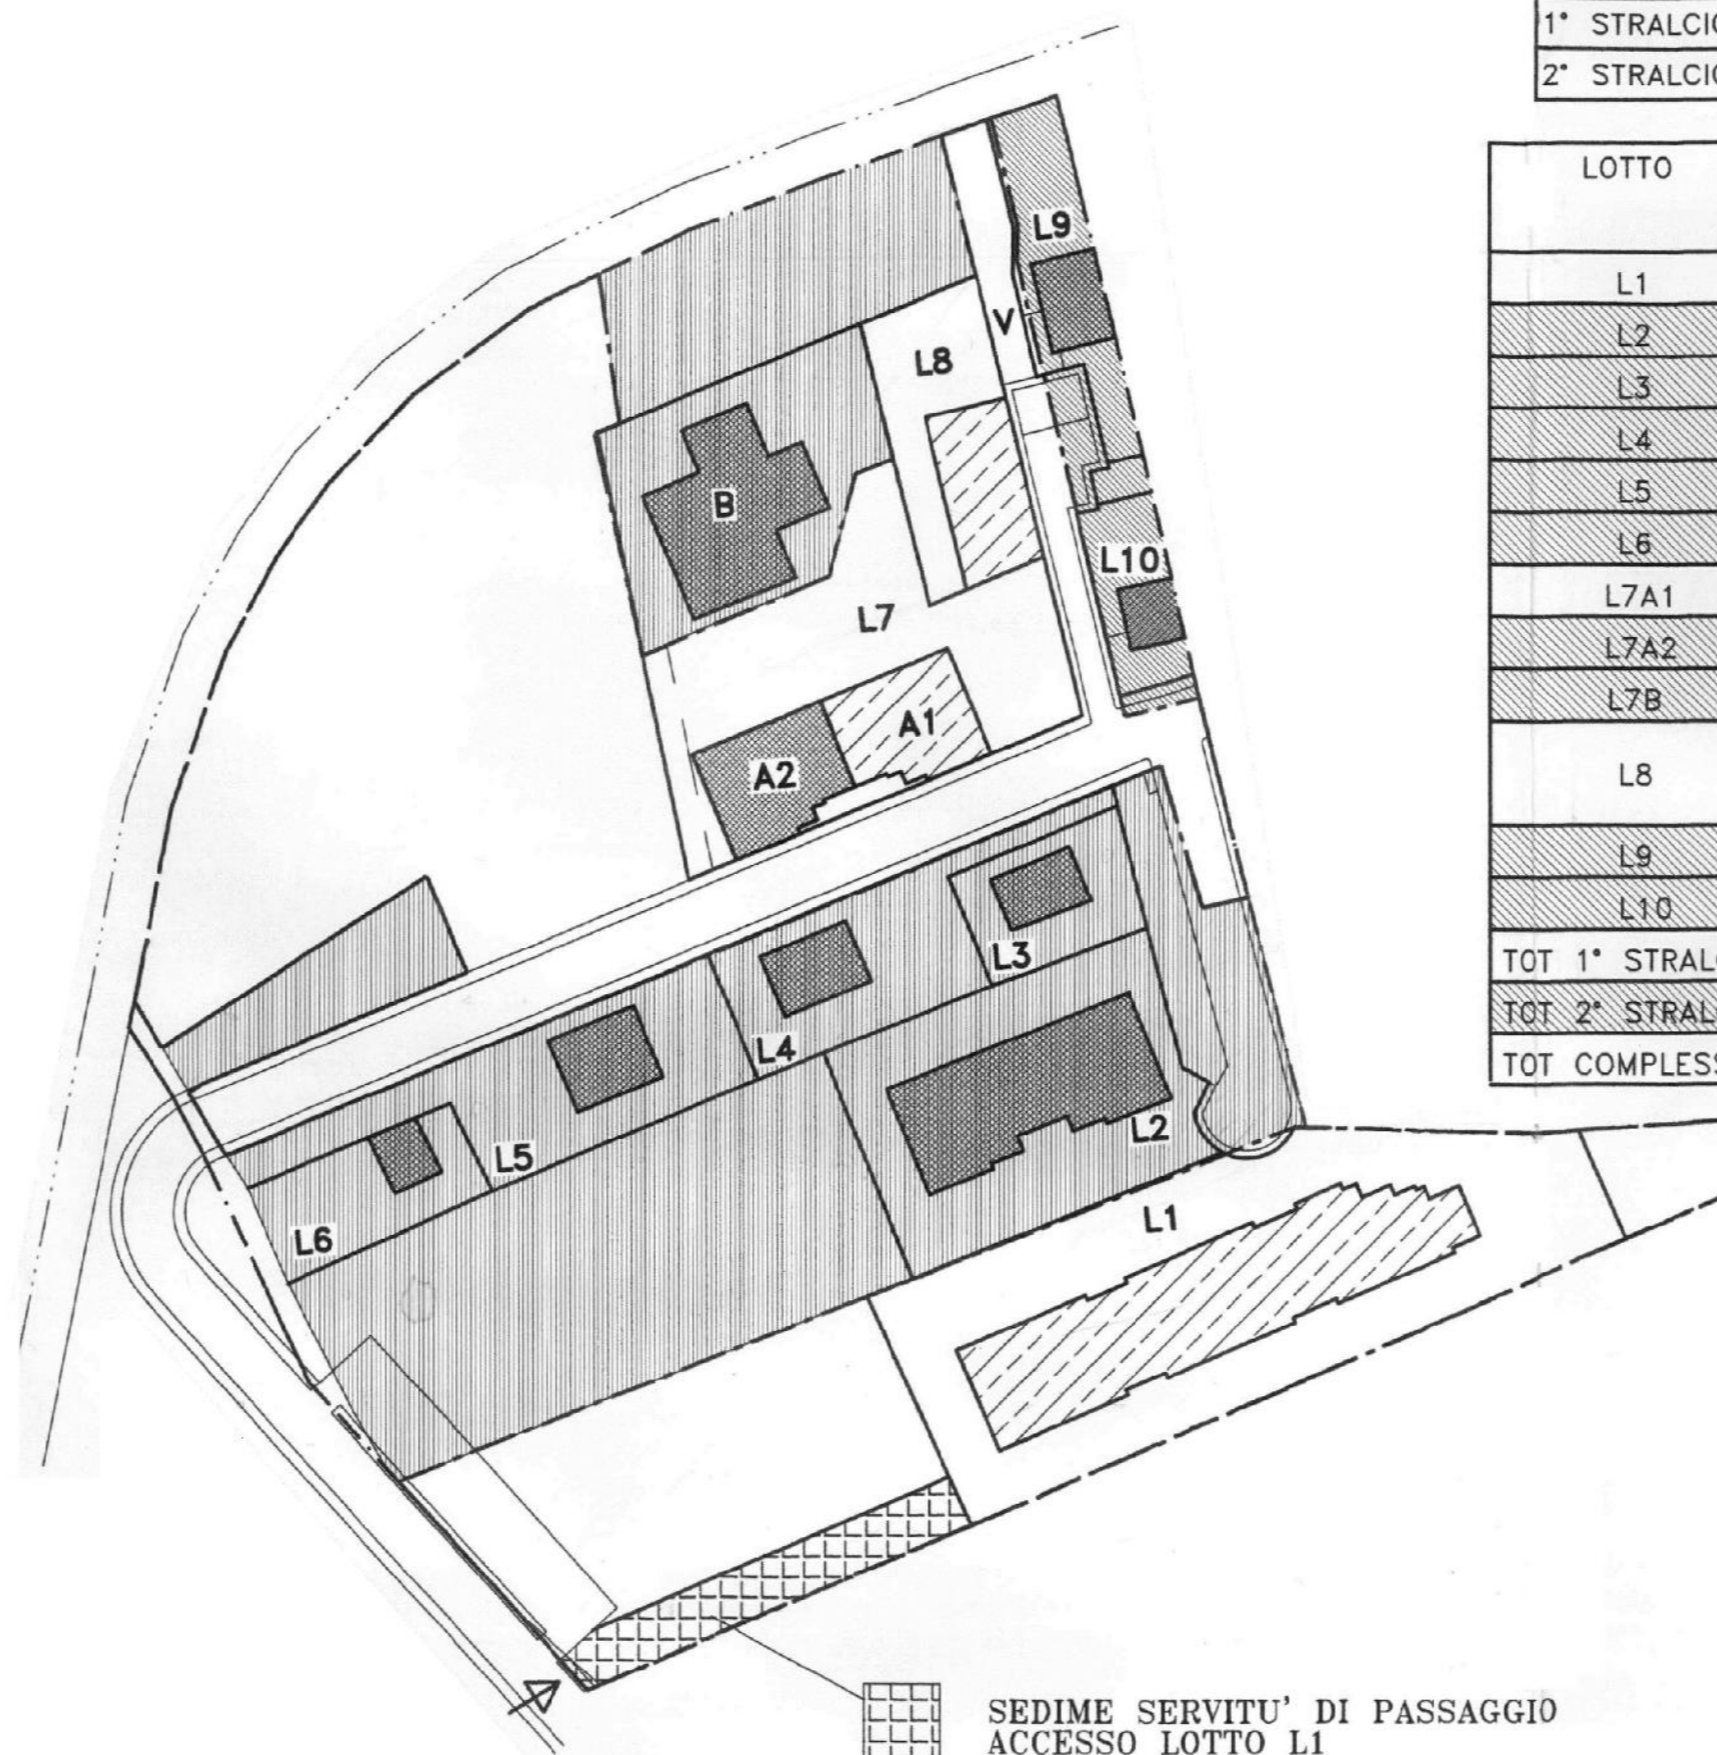 1° STRALCIO
2° STRALCIO
LOTTO
L1
L2
L3
L4
L5
L6
L7A1
L7A2
L7B
L8
L9
L10
TOT 1° STRALC
TOT 2° STRALC
TOT COMPLESS
L9
V
L8
B
L10
L7
A1
A2
L3
L4
L2
L5
L1
L6
SEDIME SERVITU' DI PASSAGGIO
ACCESSO LOTTO L1